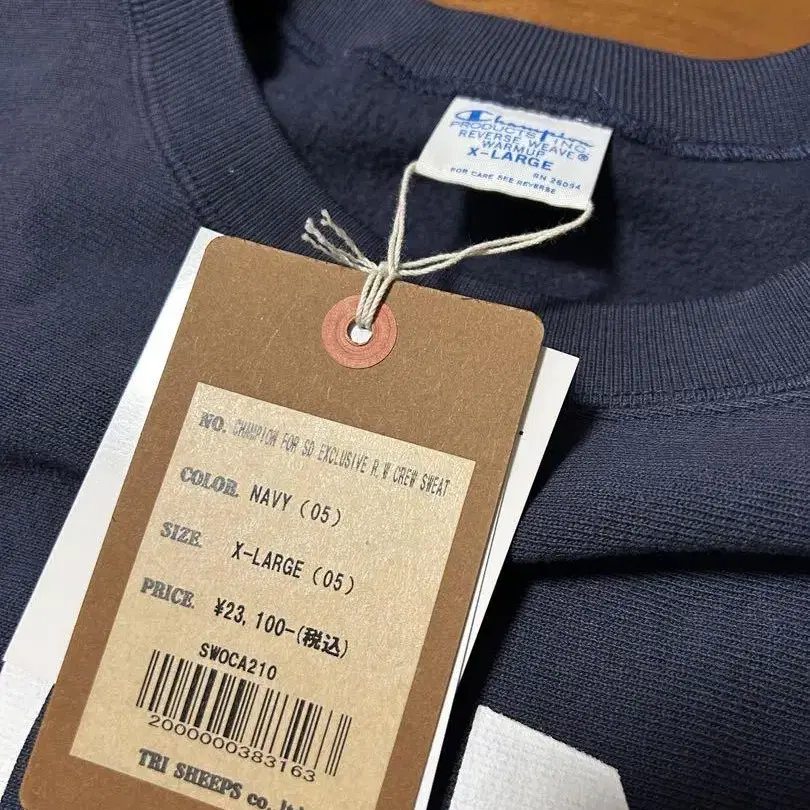 Champion
PRODUCTS INC.
REVERSE WEAVE®
WARMUP
X-LARGE
RN 26094
FOR CARE SEE REVERSE
NO. CHAMPION FOR SD EXCLUSIVE R.W CREW SWEAT
COLOR. NAVY(05)
SIZE. X-LARGE(05)
PRICE. ¥23,100-(税込)
SWOCA210
2000000383163
TRI SHEEPS co.